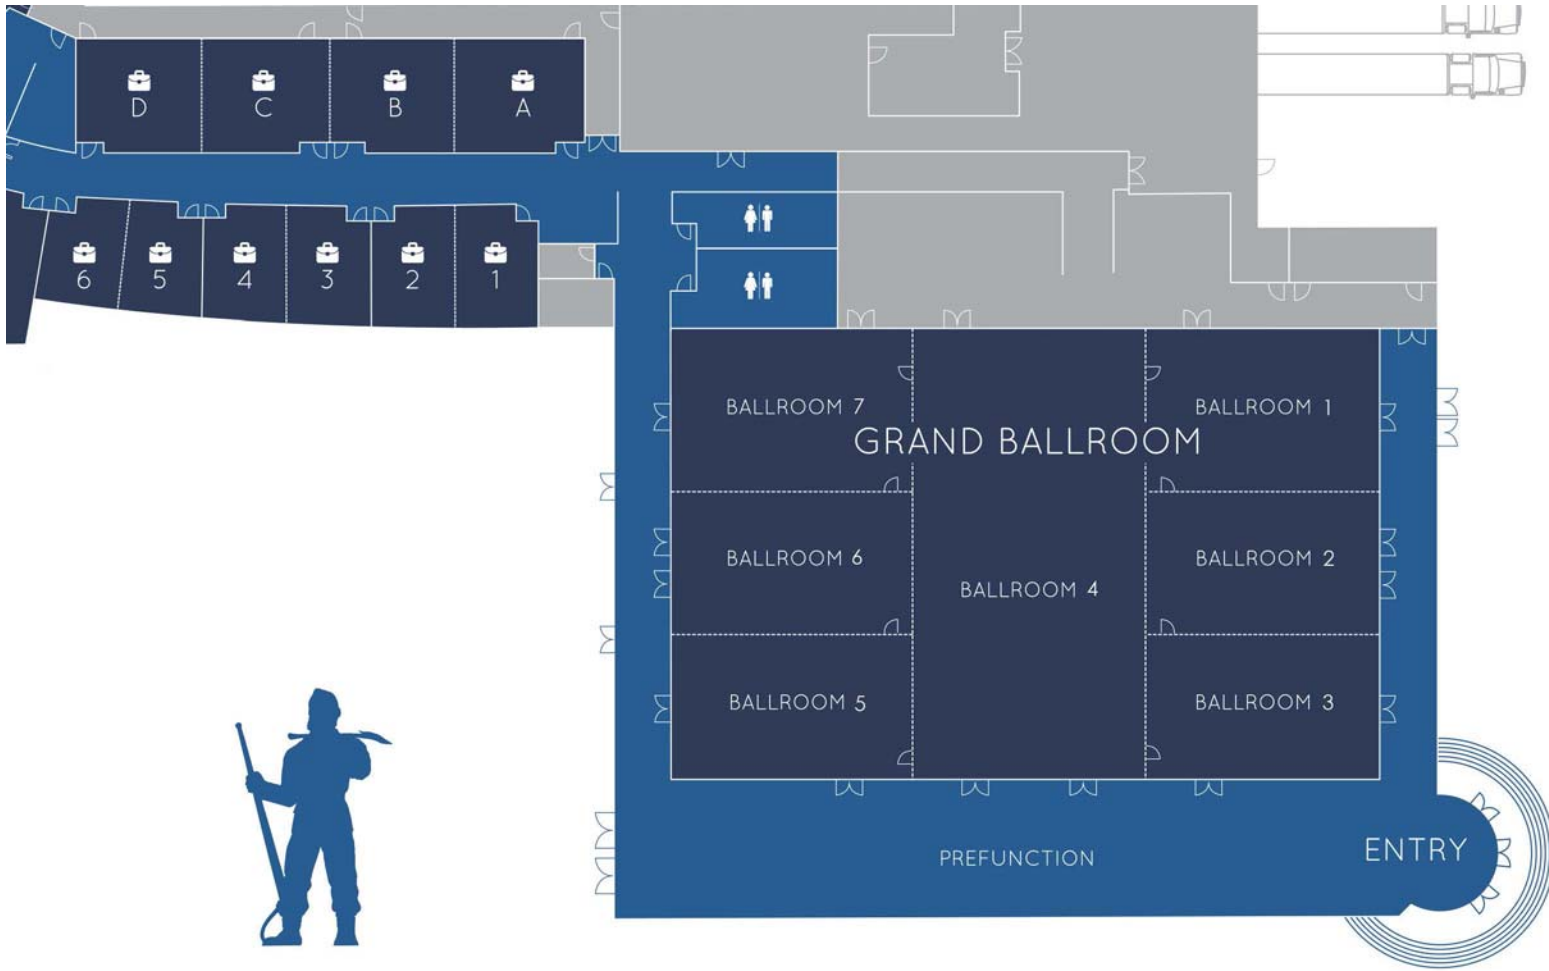 D
C
B
A
6
5
4
3
2
1
BALLROOM 7
BALLROOM 1
GRAND BALLROOM
BALLROOM 6
BALLROOM 2
BALLROOM 4
BALLROOM 5
BALLROOM 3
PREFUNCTION
ENTRY